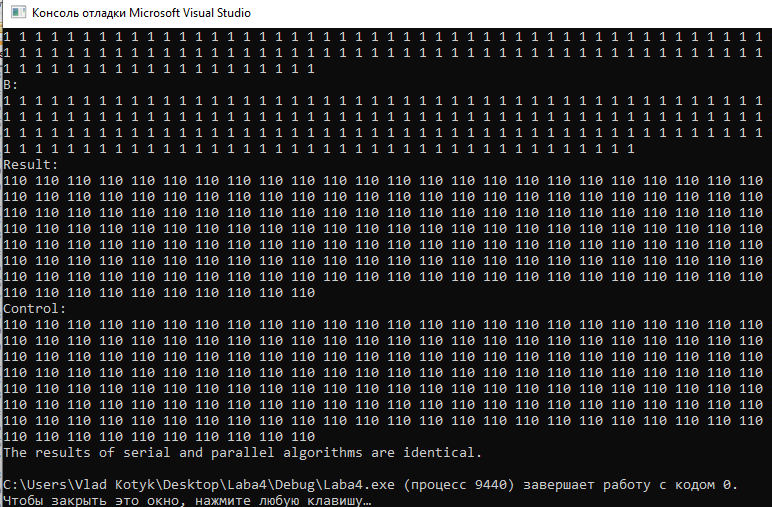 1 1 1 1 1 1 1 1 1 1 1 1 1 1 1 1 1 1 1 1 1 1 1 1 1 1 1 1 1 1 1 1 1 1 1 1 1 1 1 1 1 1 1 1 1 1 1 1
1 1 1 1 1 1 1 1 1 1 1 1 1 1 1 1 1 1 1 1 1 1 1 1 1 1 1 1 1 1 1 1 1 1 1 1 1 1 1 1 1 1 1 1 1 1 1 1
1 1 1 1 1 1 1 1 1 1 1 1 1 1 1 1 1 1 1 1
B:
1 1 1 1 1 1 1 1 1 1 1 1 1 1 1 1 1 1 1 1 1 1 1 1 1 1 1 1 1 1 1 1 1 1 1 1 1 1 1 1 1 1 1 1 1 1 1 1
1 1 1 1 1 1 1 1 1 1 1 1 1 1 1 1 1 1 1 1 1 1 1 1 1 1 1 1 1 1 1 1 1 1 1 1 1 1 1 1 1 1 1 1 1 1 1 1
1 1 1 1 1 1 1 1 1 1 1 1 1 1 1 1 1 1 1 1 1 1 1 1 1 1 1 1 1 1 1 1 1 1 1 1 1 1 1 1 1 1 1 1 1 1 1 1
1 1 1 1 1 1 1 1 1 1 1 1 1 1 1 1 1 1 1 1 1 1 1 1 1 1 1 1 1 1 1 1 1 1 1 1 1 1 1 1
Result:
110 110 110 110 110 110 110 110 110 110 110 110 110 110 110 110 110 110 110 110 110 110 110 110
110 110 110 110 110 110 110 110 110 110 110 110 110 110 110 110 110 110 110 110 110 110 110 110
110 110 110 110 110 110 110 110 110 110 110 110 110 110 110 110 110 110 110 110 110 110 110 110
110 110 110 110 110 110 110 110 110 110 110 110 110 110 110 110 110 110 110 110 110 110 110 110
110 110 110 110 110 110 110 110 110 110 110 110 110 110 110 110 110 110 110 110 110 110 110 110
110 110 110 110 110 110 110 110 110 110 110 110 110 110 110 110 110 110 110 110 110 110 110 110
110 110 110 110 110 110 110 110 110 110 110 110 110 110 110 110 110 110 110 110 110 110 110 110
110 110 110 110 110 110 110 110 110 110
Control:
110 110 110 110 110 110 110 110 110 110 110 110 110 110 110 110 110 110 110 110 110 110 110 110
110 110 110 110 110 110 110 110 110 110 110 110 110 110 110 110 110 110 110 110 110 110 110 110
110 110 110 110 110 110 110 110 110 110 110 110 110 110 110 110 110 110 110 110 110 110 110 110
110 110 110 110 110 110 110 110 110 110 110 110 110 110 110 110 110 110 110 110 110 110 110 110
110 110 110 110 110 110 110 110 110 110 110 110 110 110 110 110 110 110 110 110 110 110 110 110
110 110 110 110 110 110 110 110 110 110 110 110 110 110 110 110 110 110 110 110 110 110 110 110
110 110 110 110 110 110 110 110 110 110 110 110 110 110 110 110 110 110 110 110 110 110 110 110
110 110 110 110 110 110 110 110 110 110
The results of serial and parallel algorithms are identical.
C:\Users\Vlad Kotyk\Desktop\Laba4\Debug\Laba4.exe (процесс 9440) завершает работу с кодом 0.
Чтобы закрыть это окно, нажмите любую клавишу…